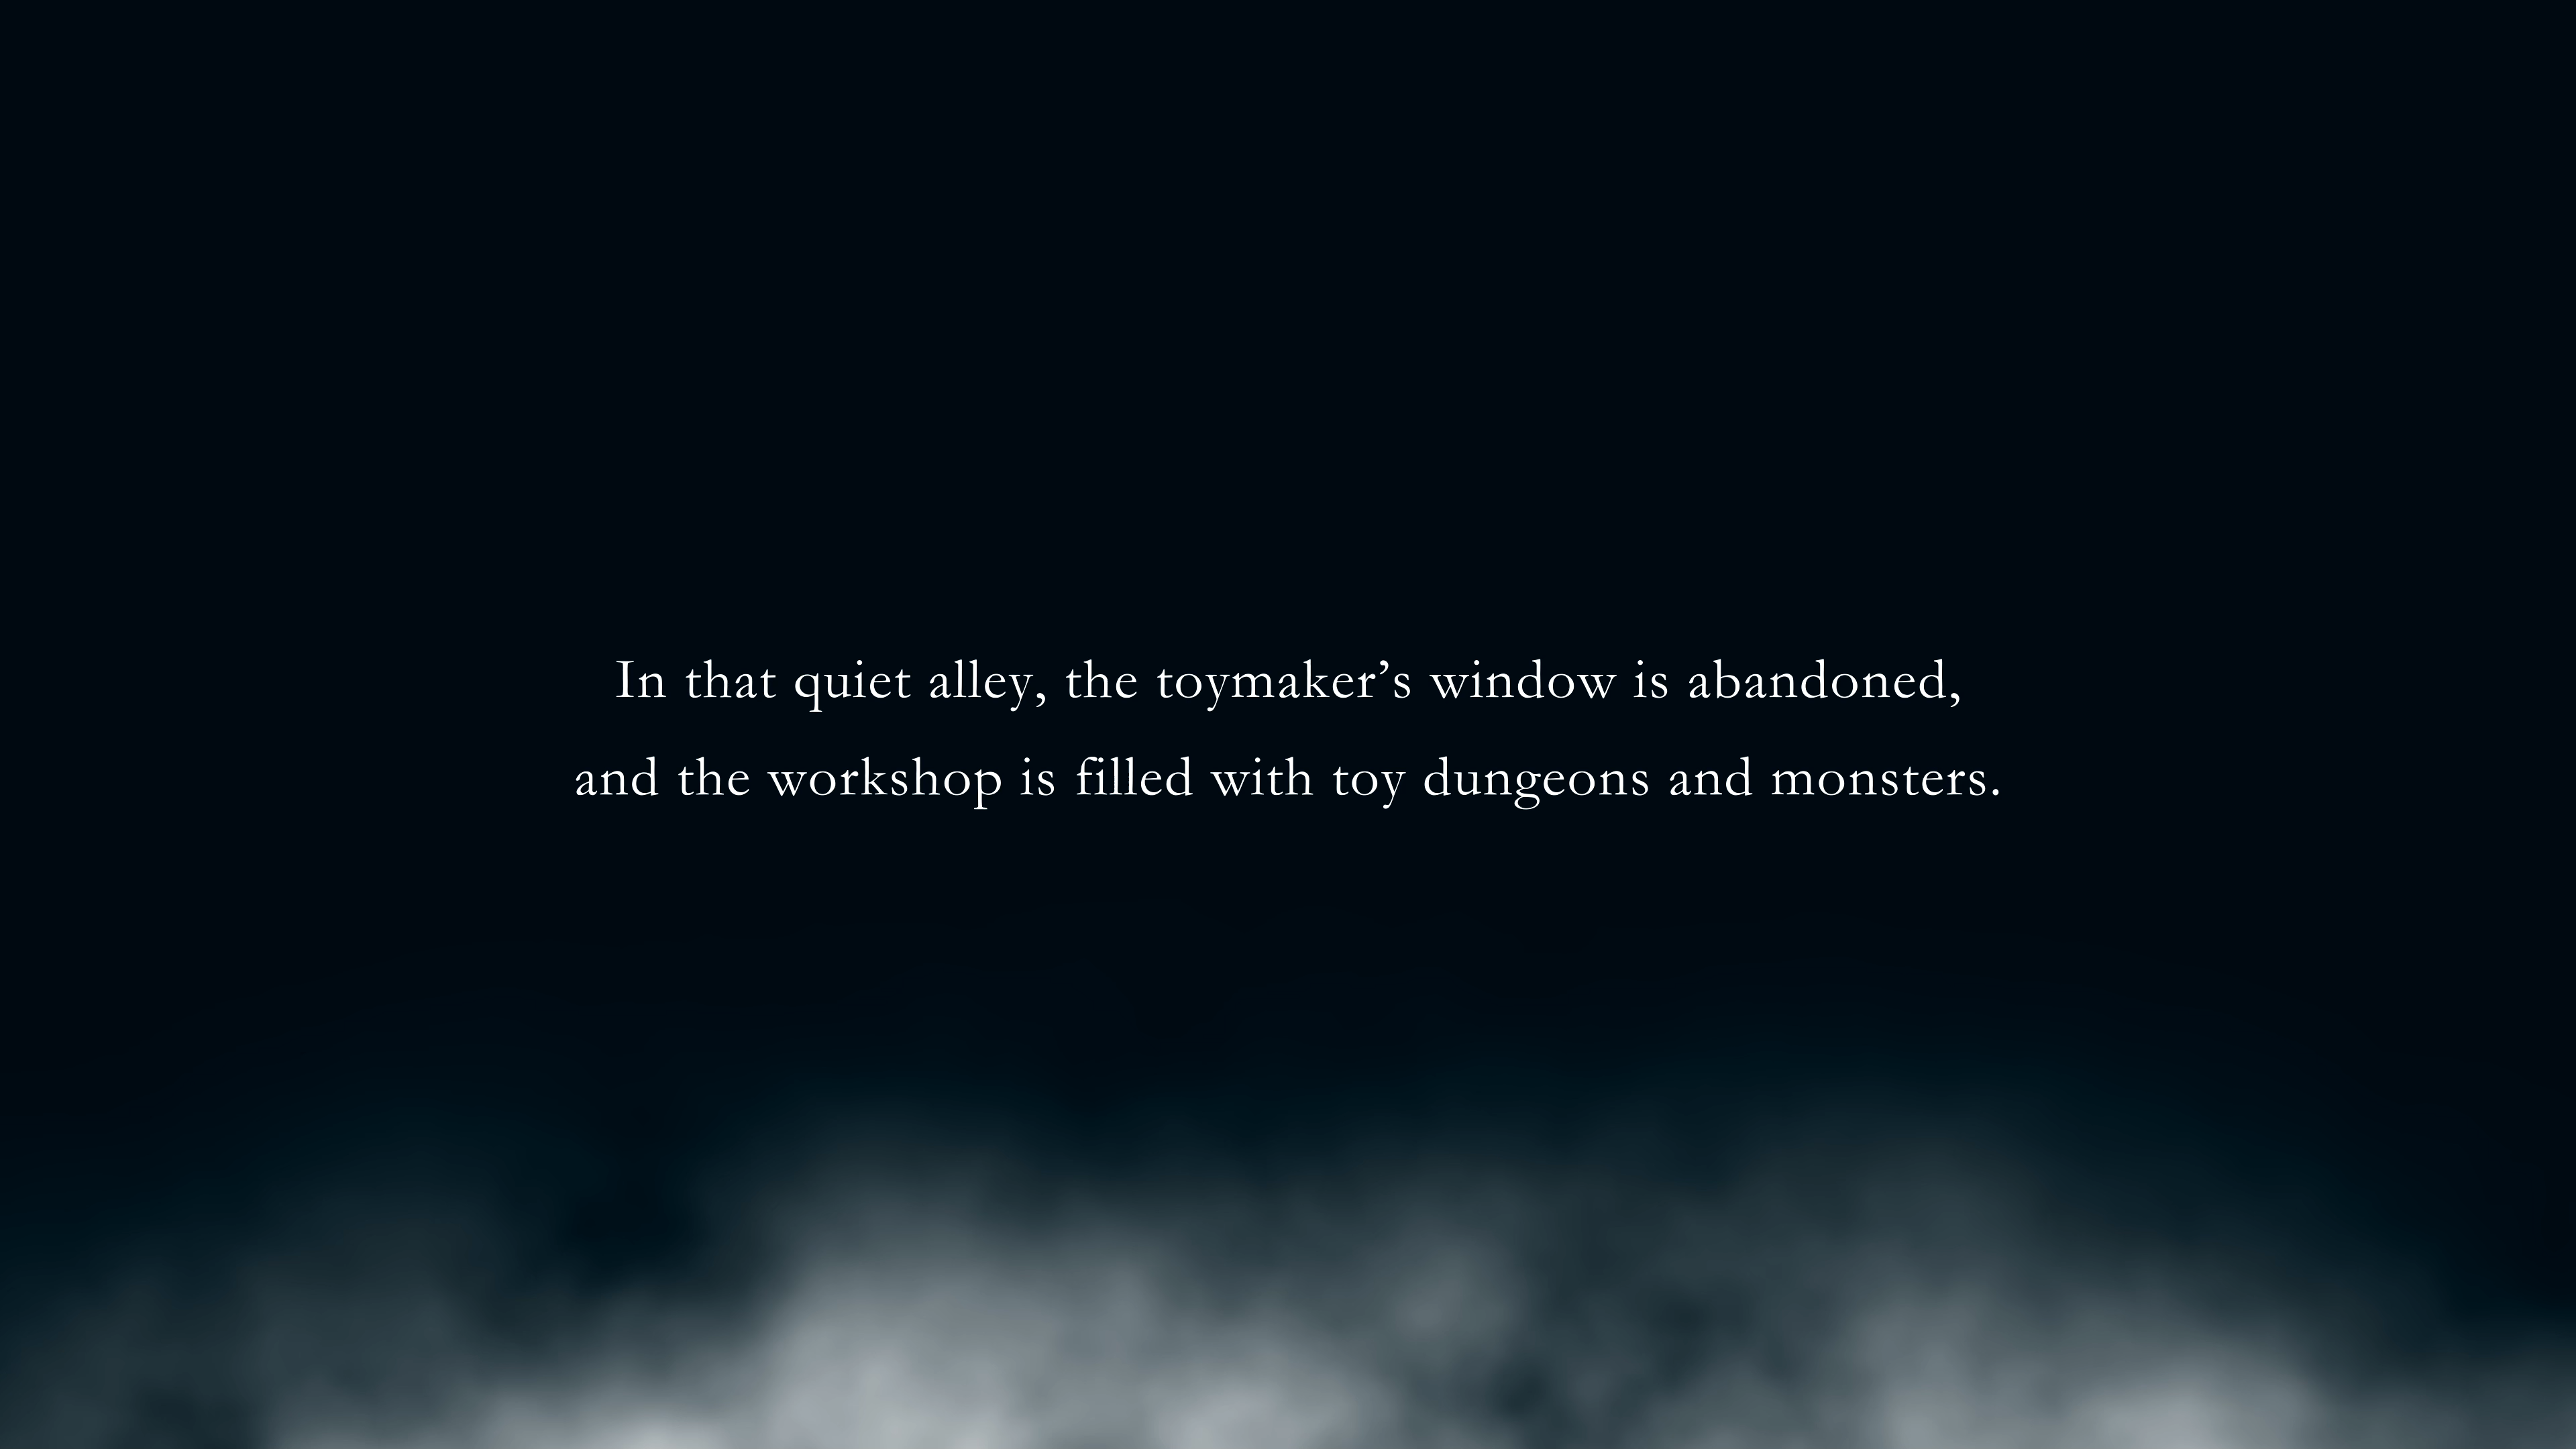 In that quiet alley, the toymaker’s window is abandoned,
and the workshop is filled with toy dungeons and monsters.